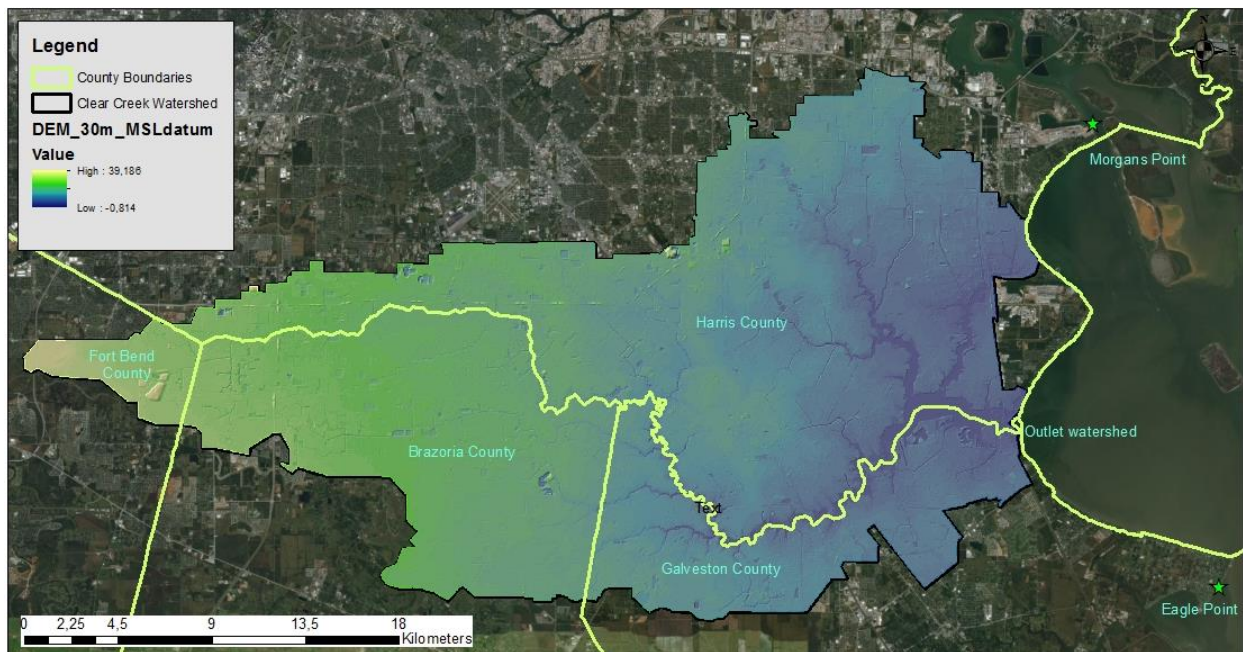 Legend
County Boundaries
Clear Creek Watershed
DEM_30m_MSLdatum
Value
High : 39,186
Low : -0,814
N
Morgans Point
Harris County
Fort Bend
County
Outlet watershed
Brazoria County
Text
Galveston County
Eagle Point
0 2,25 4,5 9 13,5 18
Kilometers